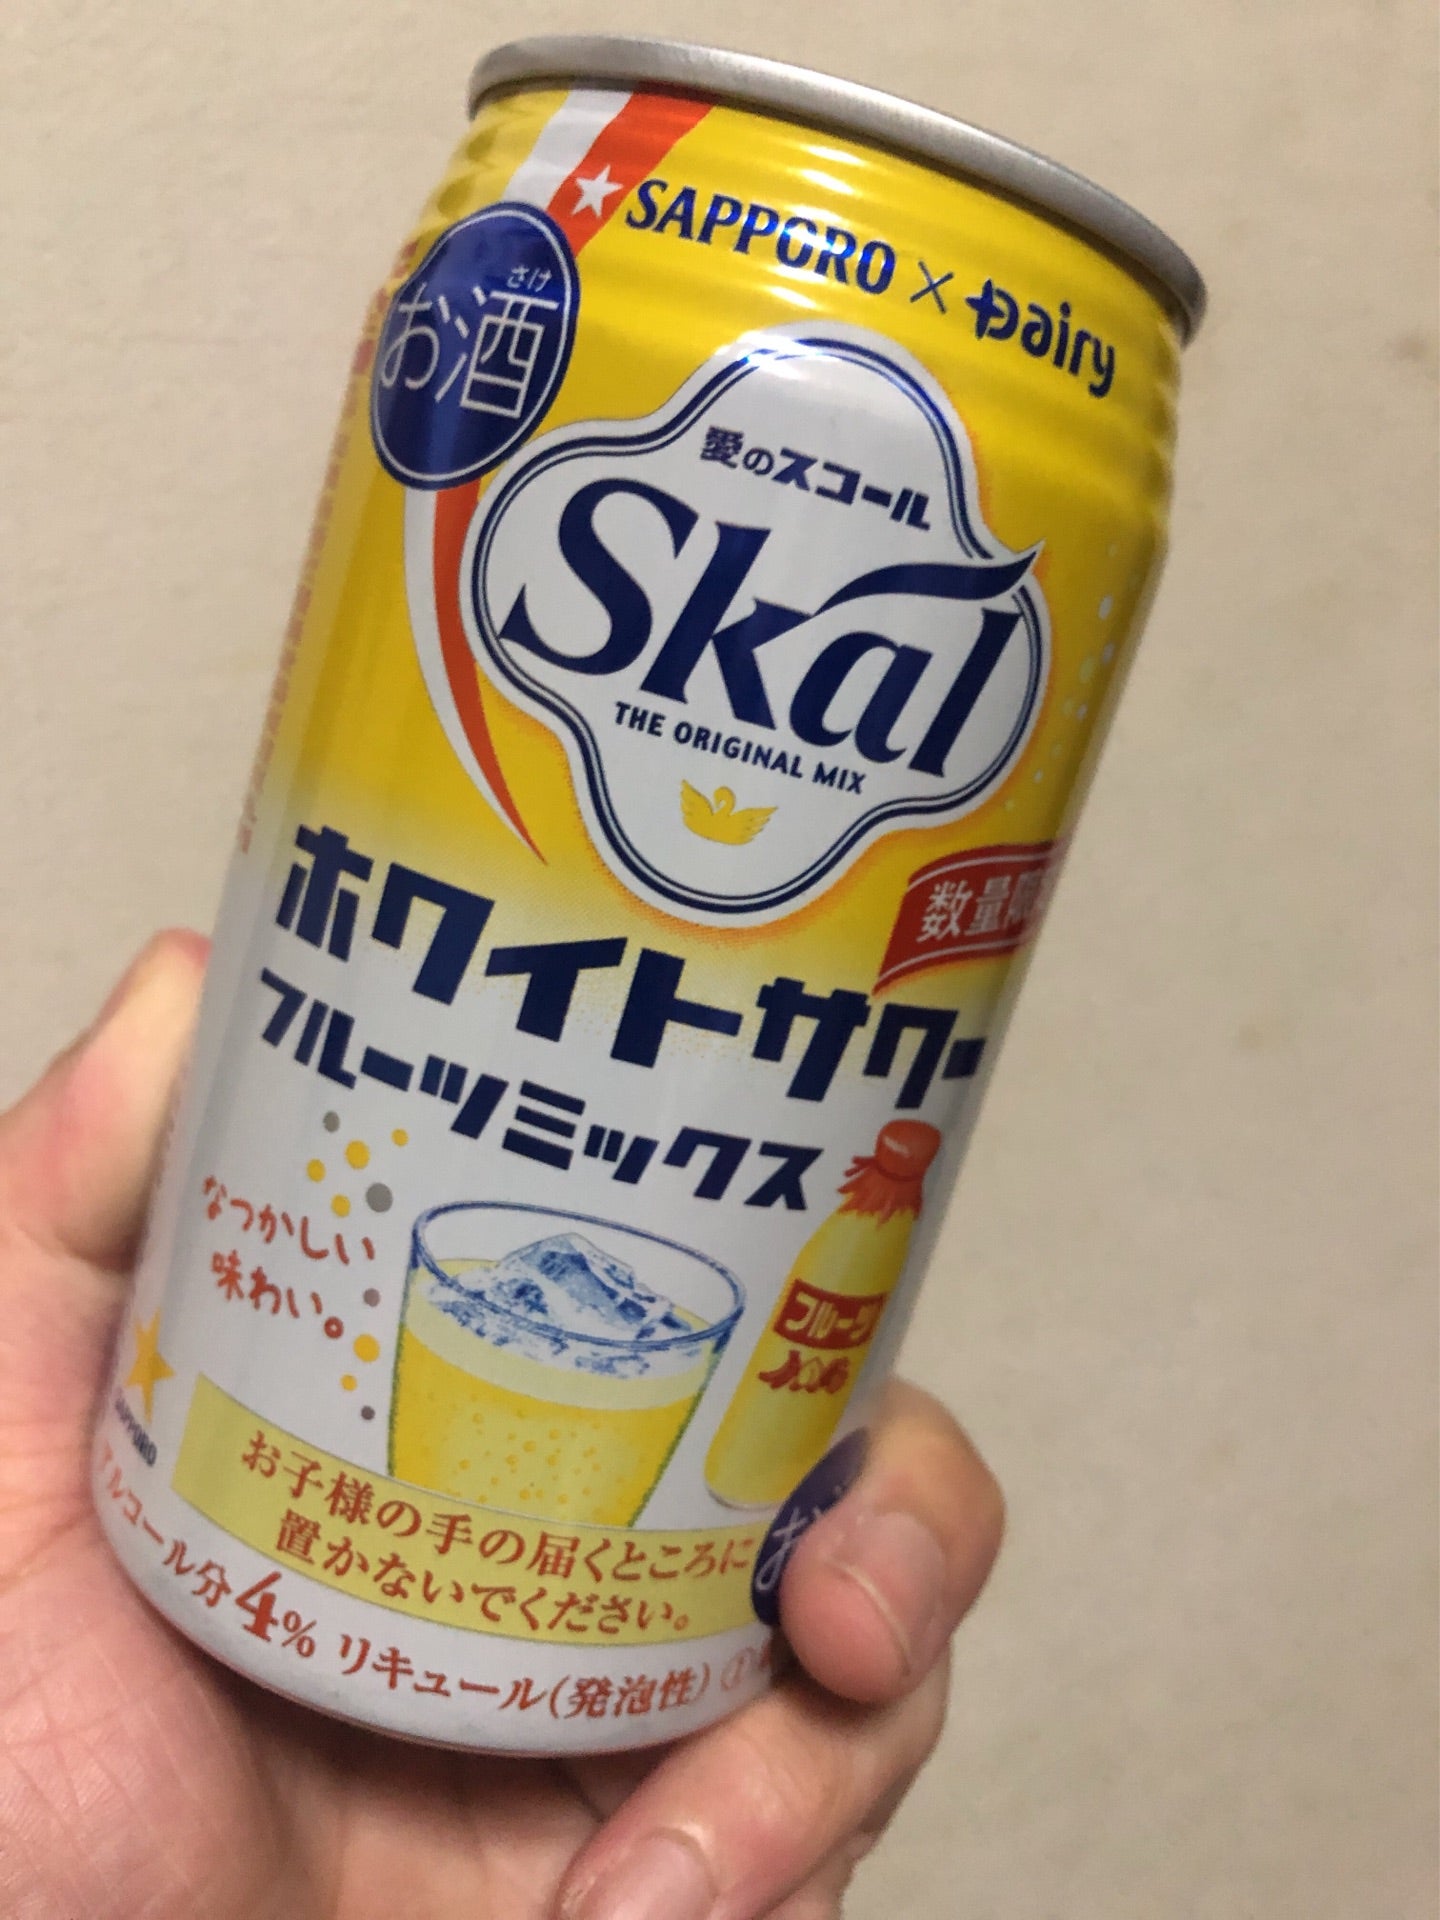 SAPPORO × Dairy
さけ
お酒
愛のスコール
Skal
THE ORIGINAL MIX
数量限
ホワイトサワー
フルーツミックス
なつかしい
味わい。
フルーツ
SAPPORO
お子様の手の届くところに
置かないでください。
アルコール分4% リキュール(発泡性)①